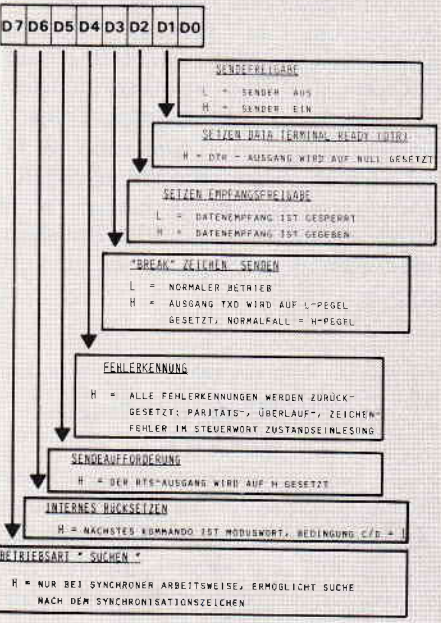 D7 D6 D5 D4 D3 D2 D1 D0
SENDEFREIGABE
L = SENDER AUS
H = SENDER EIN
SETZEN DATA TERMINAL READY (DTR)
H = DTR - AUSGANG WIRD AUF NULL GESETZT
SETZEN EMPFANGSFREIGABE
L = DATENEMPFANG IST GESPERRT
H = DATENEMPFANG IST GEGEBEN
"BREAK" ZEICHEN SENDEN
L = NORMALER BETRIEB
H = AUSGANG TXD WIRD AUF L-PEGEL
GESETZT, NORMALFALL = H-PEGEL
FEHLERKENNUNG
H = ALLE FEHLERKENNUNGEN WERDEN ZURÜCK-
GESETZT: PARITÄTS-, ÜBERLAUF-, ZEICHEN-
FEHLER IM STEUERWORT ZUSTANDSEINLESUNG
SENDEAUFFORDERUNG
H = DER RTS-AUSGANG WIRD AUF H GESETZT
INTERNES RÜCKSETZEN
H = NÄCHSTES KOMMANDO IST MODUSWORT, BEDINGUNG C/D = 1
BETRIEBSART " SUCHEN "
H = NUR BEI SYNCHRONER ARBEITSWEISE, ERMÖGLICHT SUCHE
NACH DEM SYNCHRONISATIONSZEICHEN